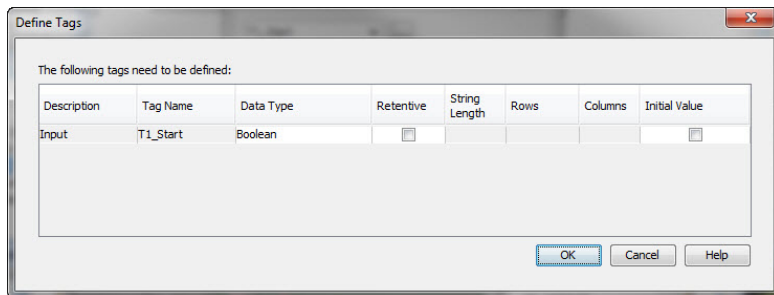 Define Tags
The following tags need to be defined:
Description Tag Name Data Type Retentive String Length Rows Columns Initial Value
Input T1_Start Boolean
OK Cancel Help